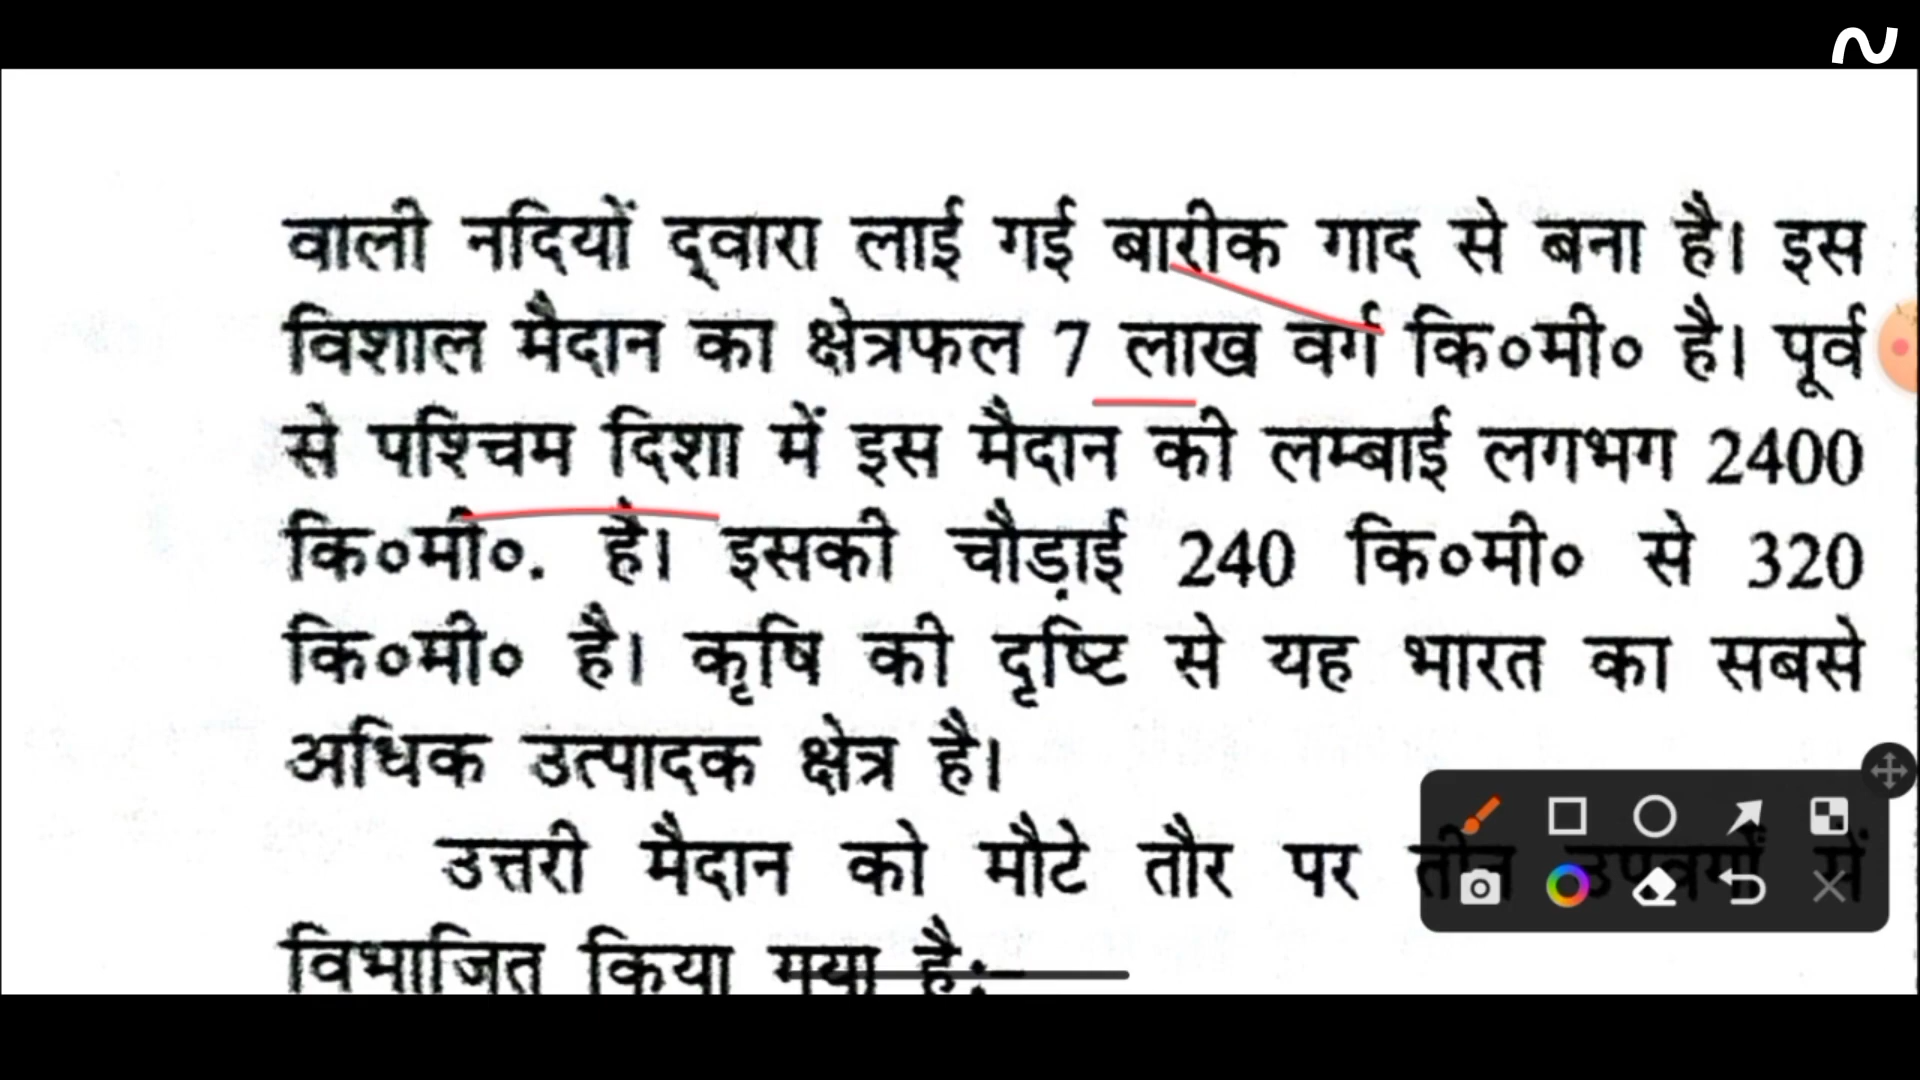 वाली नदियों द्वारा लाई गई बारीक गाद से बना है। इस
विशाल मैदान का क्षेत्रफल 7 लाख वर्ग कि०मी० है। पूर्व
से पश्चिम दिशा में इस मैदान की लम्बाई लगभग 2400
कि०मी०. है। इसकी चौड़ाई 240 कि०मी० से 320
कि०मी० है। कृषि की दृष्टि से यह भारत का सबसे
अधिक उत्पादक क्षेत्र है।
उत्तरी मैदान को मौटे तौर पर तीन उपवर्गों में
विभाजित किया गया है:–